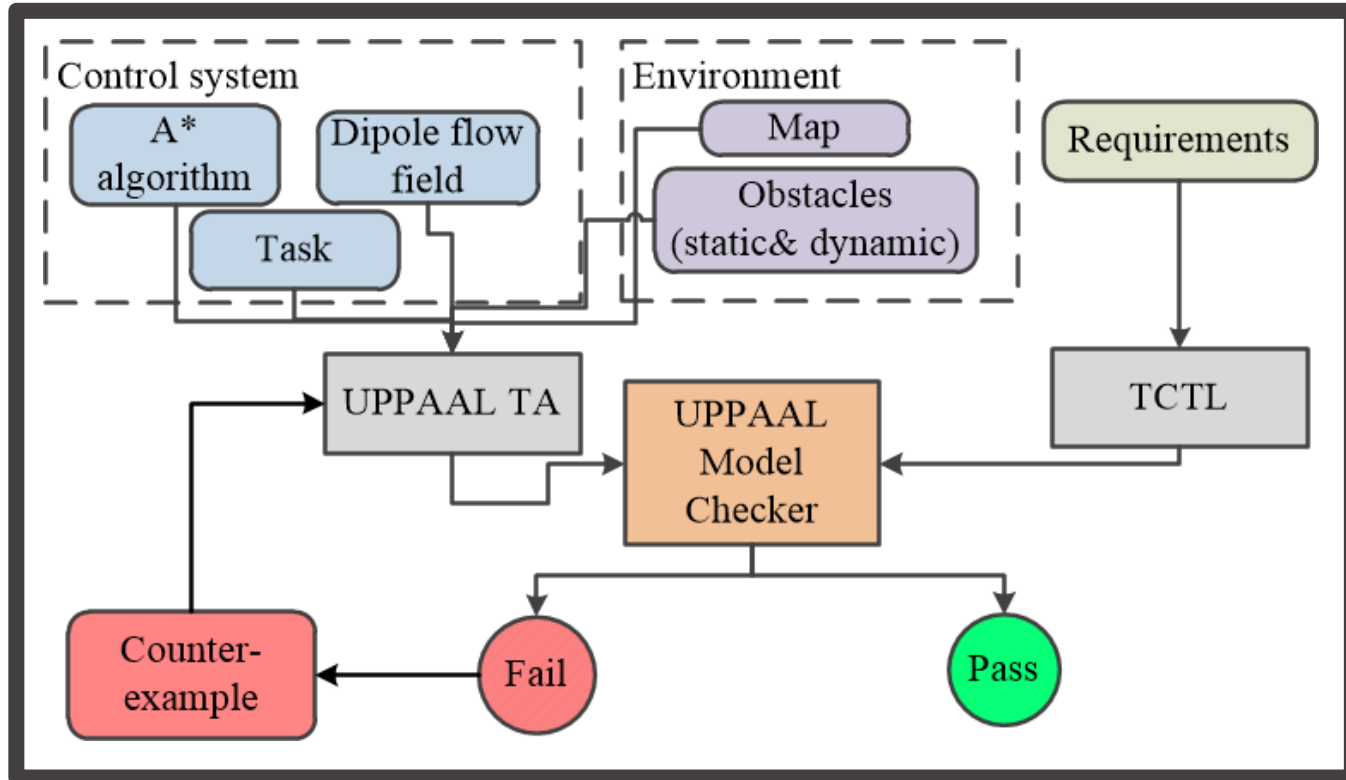 Control system
A*
algorithm
Dipole flow
field
Task
Environment
Map
Obstacles
(static& dynamic)
Requirements
UPPAAL TA
UPPAAL
Model
Checker
TCTL
Counter-
example
Fail
Pass